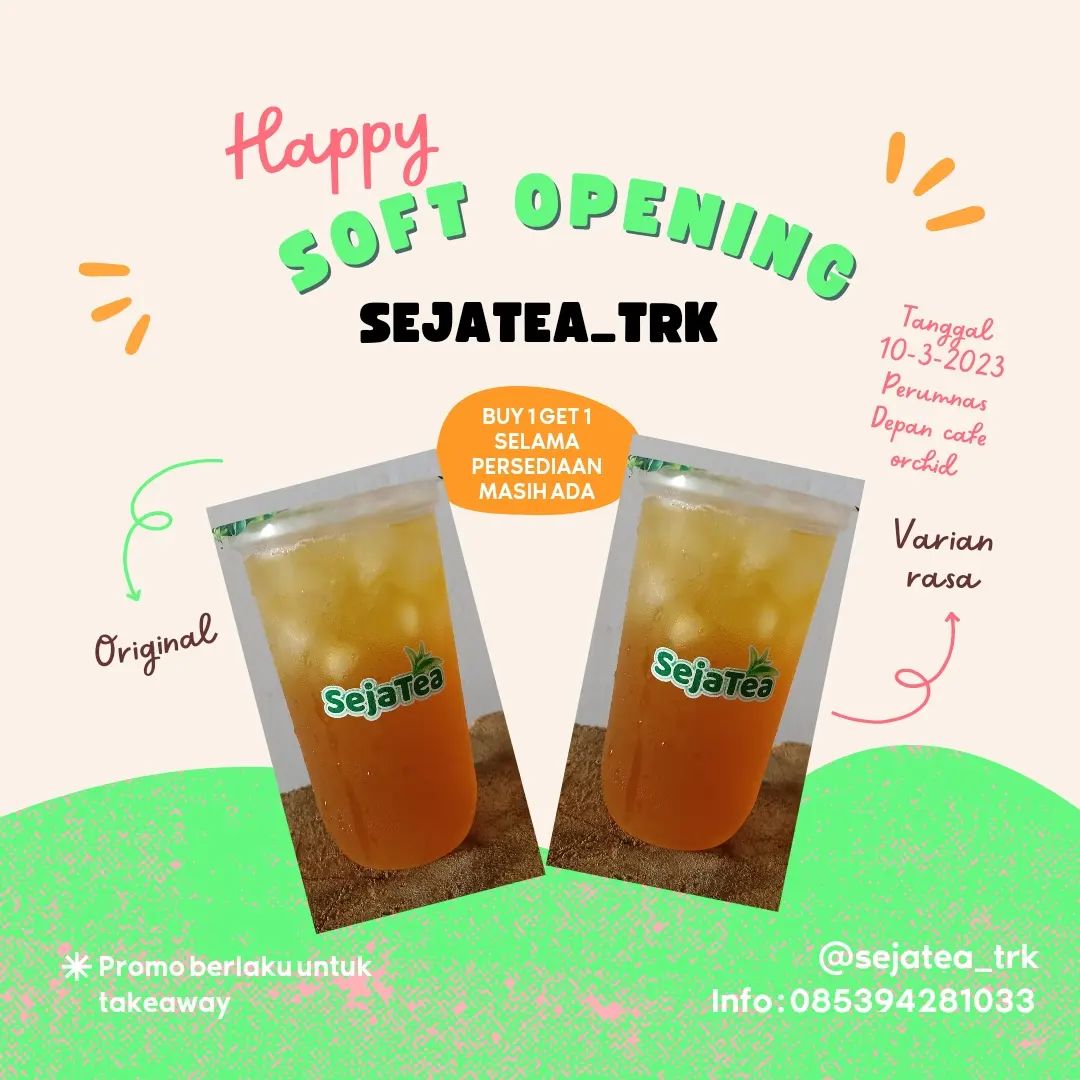 Happy
SOFT OPENING
SEJATEA_TRK
Tanggal
10-3-2023
Perumnas
Depan cafe
orchid
BUY 1 GET 1
SELAMA
PERSEDIAAN
MASIH ADA
Original
Varian
rasa
SejaTea
SejaTea
Promo berlaku untuk
takeaway
@sejatea_trk
Info : 085394281033